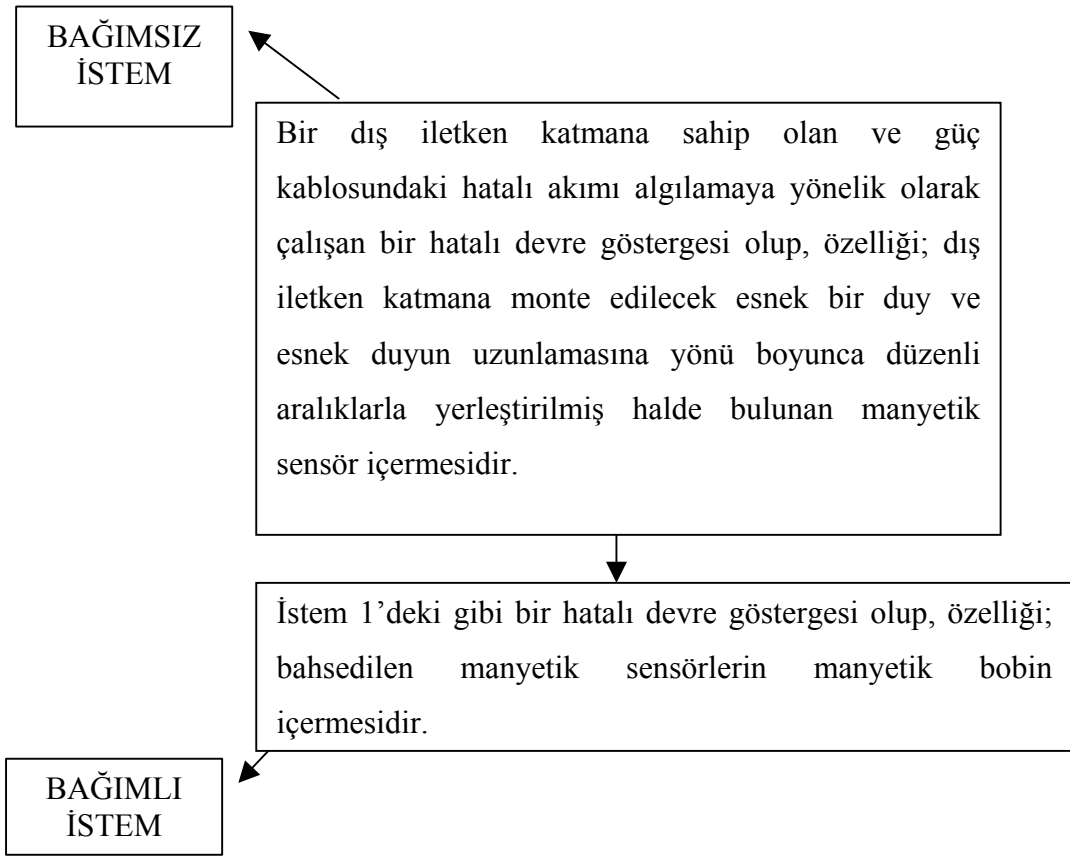 BAĞIMSIZ
İSTEM
Bir dış iletken katmana sahip olan ve güç
kablosundaki hatalı akımı algılamaya yönelik olarak
çalışan bir hatalı devre göstergesi olup, özelliği; dış
iletken katmana monte edilecek esnek bir duy ve
esnek duyun uzunlamasına yönü boyunca düzenli
aralıklarla yerleştirilmiş halde bulunan manyetik
sensör içermesidir.
İstem 1’deki gibi bir hatalı devre göstergesi olup, özelliği;
bahsedilen manyetik sensörlerin manyetik bobin
içermesidir.
BAĞIMLI
İSTEM